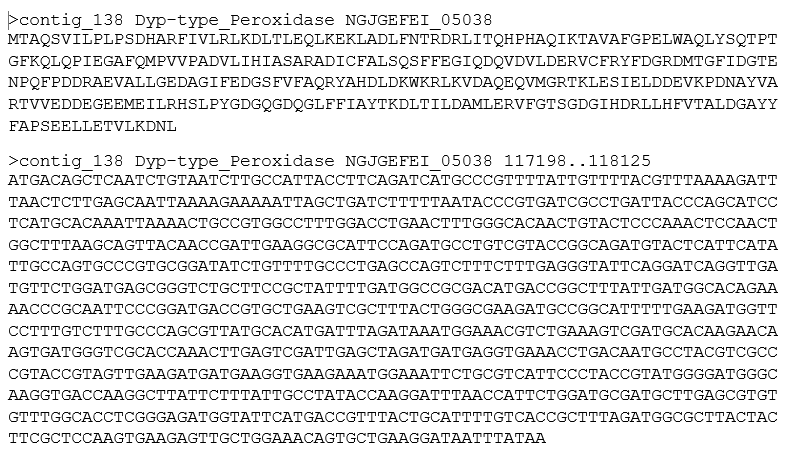 >contig_138 Dyp-type_Peroxidase NGJGEFEI_05038
MTAQSVILPLPSDHARFIVLRLKDLTLEQLKEKLADLFNTRDRLITQHPHAQIKTAVAFGPELWAQLYSQTPT
GFKQLQPIEGAFQMPVVPADVLIHIASARADICFALSQSFFEGIQDQVDVLDERVCFRYFDGRDMTGFIDGTE
NPQFPDDRAEVALLGEDAGIFEDGSFVFAQRYAHDLDKWKRLKVDAQEQVMGRTKLESIELDDEVKPDNAYVA
RTVVEDDEGEEMEILRHSLPYGDGQGDQGLFFIAYTKDLTILDAMLERVFGTSGDGIHDRLLHFVTALDGAYY
FAPSEELLETVLKDNL
>contig_138 Dyp-type_Peroxidase NGJGEFEI_05038 117198..118125
ATGACAGCTCAATCTGTAATCTTGCCATTACCTTCAGATCATGCCCGTTTTATTGTTTTACGTTTAAAAGATT
TAACTCTTGAGCAATTAAAAGAAAAATTAGCTGATCTTTTTAATACCCGTGATCGCCTGATTACCCAGCATCC
TCATGCACAAATTAAAACTGCCGTGGCCTTTGGACCTGAACTTTGGGCACAACTGTACTCCCAAACTCCAACT
GGCTTTAAGCAGTTACAACCGATTGAAGGCGCATTCCAGATGCCTGTCGTACCGGCAGATGTACTCATTCATA
TTGCCAGTGCCCGTGCGGATATCTGTTTTGCCCTGAGCCAGTCTTTCTTTGAGGGTATTCAGGATCAGGTTGA
TGTTCTGGATGAGCGGGTCTGCTTCCGCTATTTTGATGGCCGCGACATGACCGGCTTTATTGATGGCACAGAA
AACCCGCAATTCCCGGATGACCGTGCTGAAGTCGCTTTACTGGGCGAAGATGCCGGCATTTTTGAAGATGGTT
CCTTTGTCTTTGCCCAGCGTTATGCACATGATTTAGATAAATGGAAACGTCTGAAAGTCGATGCACAAGAACA
AGTGATGGGTCGCACCAAACTTGAGTCGATTGAGCTAGATGATGAGGTGAAACCTGACAATGCCTACGTCGCC
CGTACCGTAGTTGAAGATGATGAAGGTGAAGAAATGGAAATTCTGCGTCATTCCCTACCGTATGGGGATGGGC
AAGGTGACCAAGGCTTATTCTTTATTGCCTATACCAAGGATTTAACCATTCTGGATGCGATGCTTGAGCGTGT
GTTTGGCACCTCGGGAGATGGTATTCATGACCGTTTACTGCATTTTGTCACCGCTTTAGATGGCGCTTACTAC
TTCGCTCCAAGTGAAGAGTTGCTGGAAACAGTGCTGAAGGATAATTTATAA